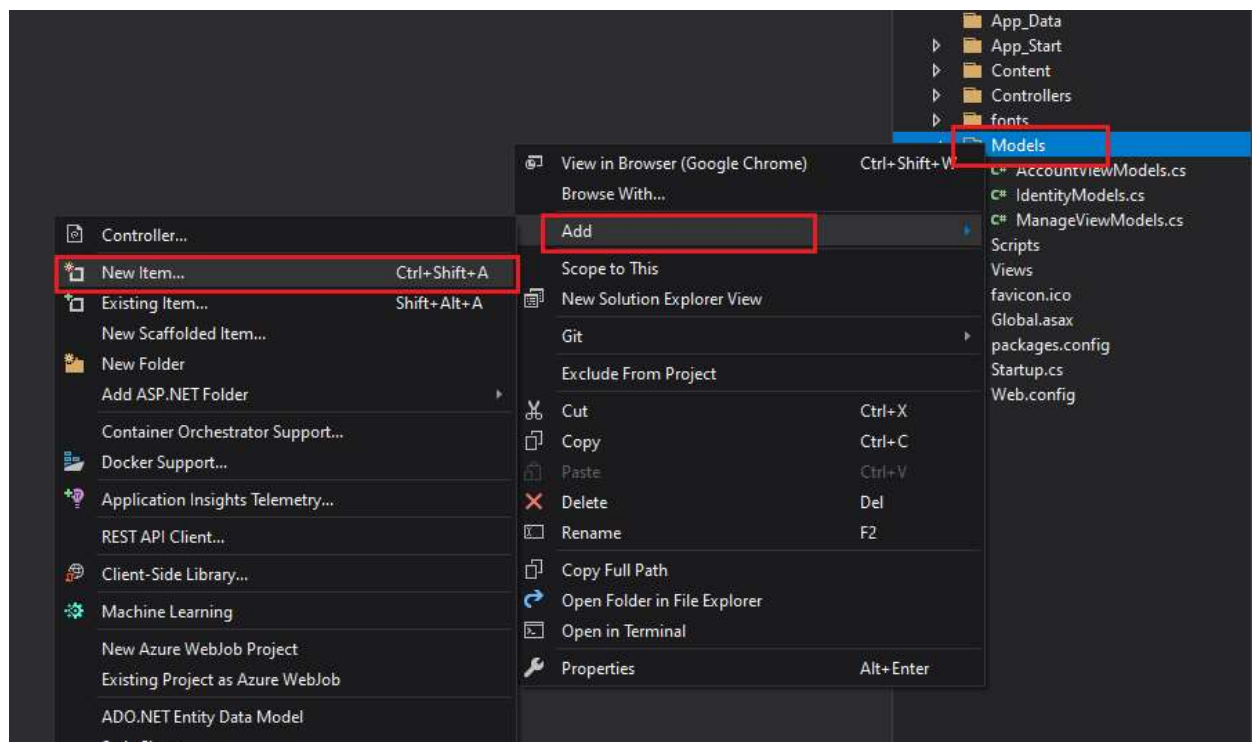 App_Data
App_Start
Content
Controllers
fonts
Models
C# AccountViewModels.cs
C# IdentityModels.cs
C# ManageViewModels.cs
Scripts
Views
favicon.ico
Global.asax
packages.config
Startup.cs
Web.config
View in Browser (Google Chrome) Ctrl+Shift+W
Browse With...
Add
Scope to This
New Solution Explorer View
Git
Exclude From Project
Cut Ctrl+X
Copy Ctrl+C
Paste Ctrl+V
Delete Del
Rename F2
Copy Full Path
Open Folder in File Explorer
Open in Terminal
Properties Alt+Enter
Controller...
New Item... Ctrl+Shift+A
Existing Item... Shift+Alt+A
New Scaffolded Item...
New Folder
Add ASP.NET Folder
Container Orchestrator Support...
Docker Support...
Application Insights Telemetry...
REST API Client...
Client-Side Library...
Machine Learning
New Azure WebJob Project
Existing Project as Azure WebJob
ADO.NET Entity Data Model